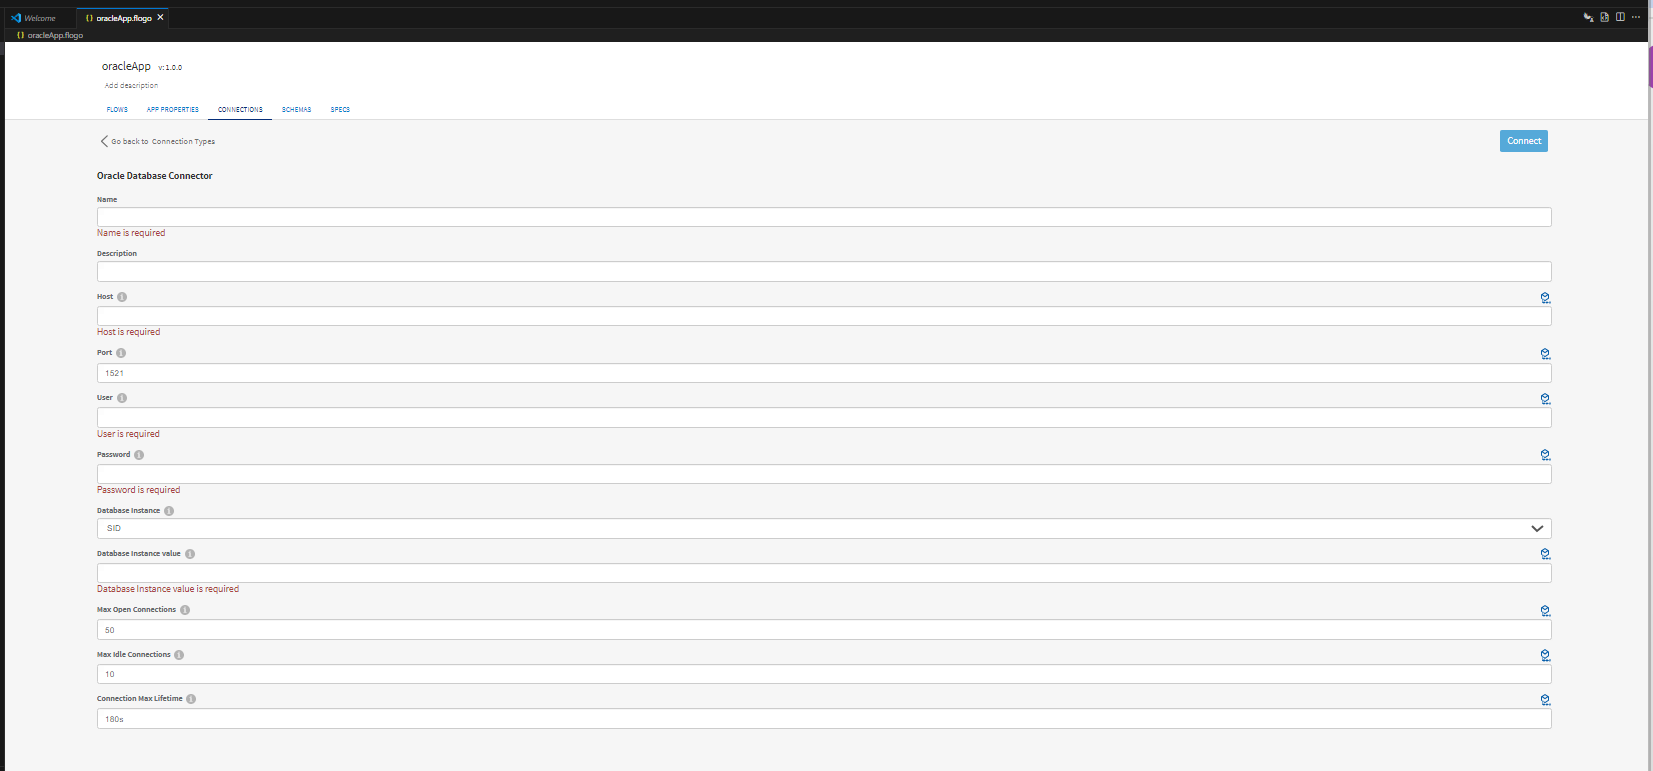 Welcome
{} oracleApp.flogo ×
{} oracleApp.flogo
oracleApp v: 1.0.0
Add description
FLOWS APP PROPERTIES CONNECTIONS SCHEMAS SPECS
Go back to Connection Types
Connect
Oracle Database Connector
Name
Name is required
Description
Host
Host is required
Port
1521
User
User is required
Password
Password is required
Database Instance
SID
Database Instance value
Database Instance value is required
Max Open Connections
50
Max Idle Connections
10
Connection Max Lifetime
180s